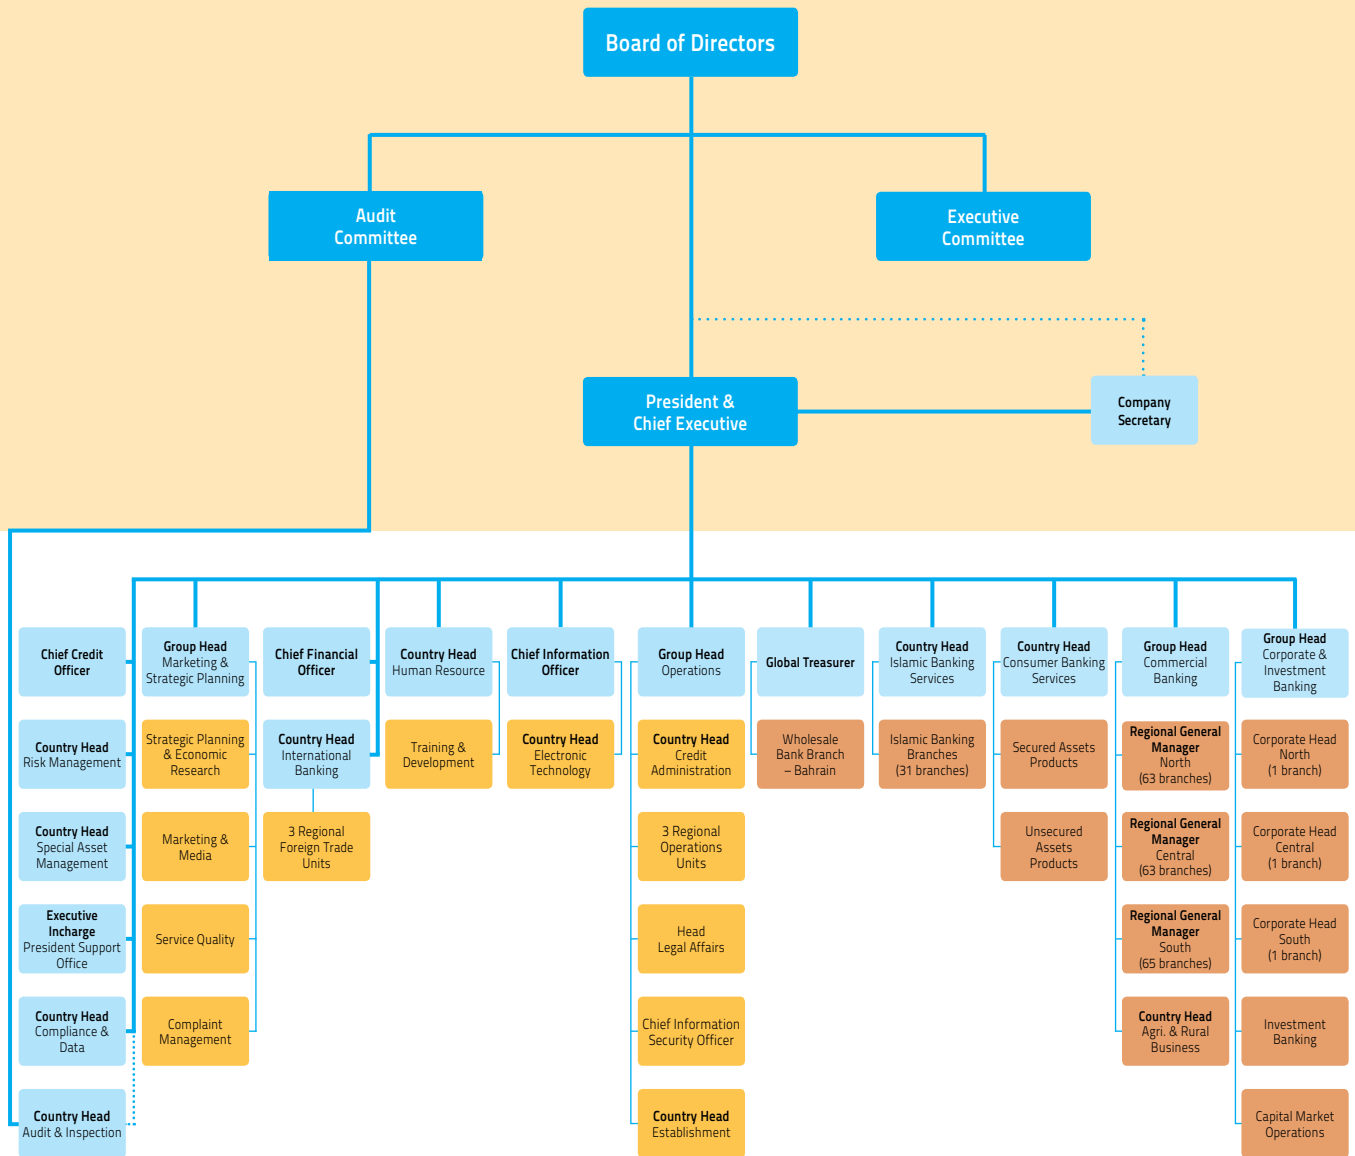 Board of Directors
Audit
Committee
Executive
Committee
President &
Chief Executive
Company
Secretary
Chief Credit
Officer
Country Head
Risk Management
Country Head
Special Asset
Management
Executive
Incharge
President Support
Office
Country Head
Compliance &
Data
Country Head
Audit & Inspection
Group Head
Marketing &
Strategic Planning
Strategic Planning
& Economic
Research
Marketing &
Media
Service Quality
Complaint
Management
Chief Financial
Officer
Country Head
International
Banking
3 Regional
Foreign Trade
Units
Country Head
Human Resource
Training &
Development
Chief Information
Officer
Country Head
Electronic
Technology
Group Head
Operations
Country Head
Credit
Administration
3 Regional
Operations
Units
Head
Legal Affairs
Chief Information
Security Officer
Country Head
Establishment
Global Treasurer
Wholesale
Bank Branch
– Bahrain
Country Head
Islamic Banking
Services
Islamic Banking
Branches
(31 branches)
Country Head
Consumer Banking
Services
Secured Assets
Products
Unsecured
Assets
Products
Group Head
Commercial
Banking
Regional General
Manager
North
(63 branches)
Regional General
Manager
Central
(63 branches)
Regional General
Manager
South
(65 branches)
Country Head
Agri. & Rural
Business
Group Head
Corporate &
Investment
Banking
Corporate Head
North
(1 branch)
Corporate Head
Central
(1 branch)
Corporate Head
South
(1 branch)
Investment
Banking
Capital Market
Operations